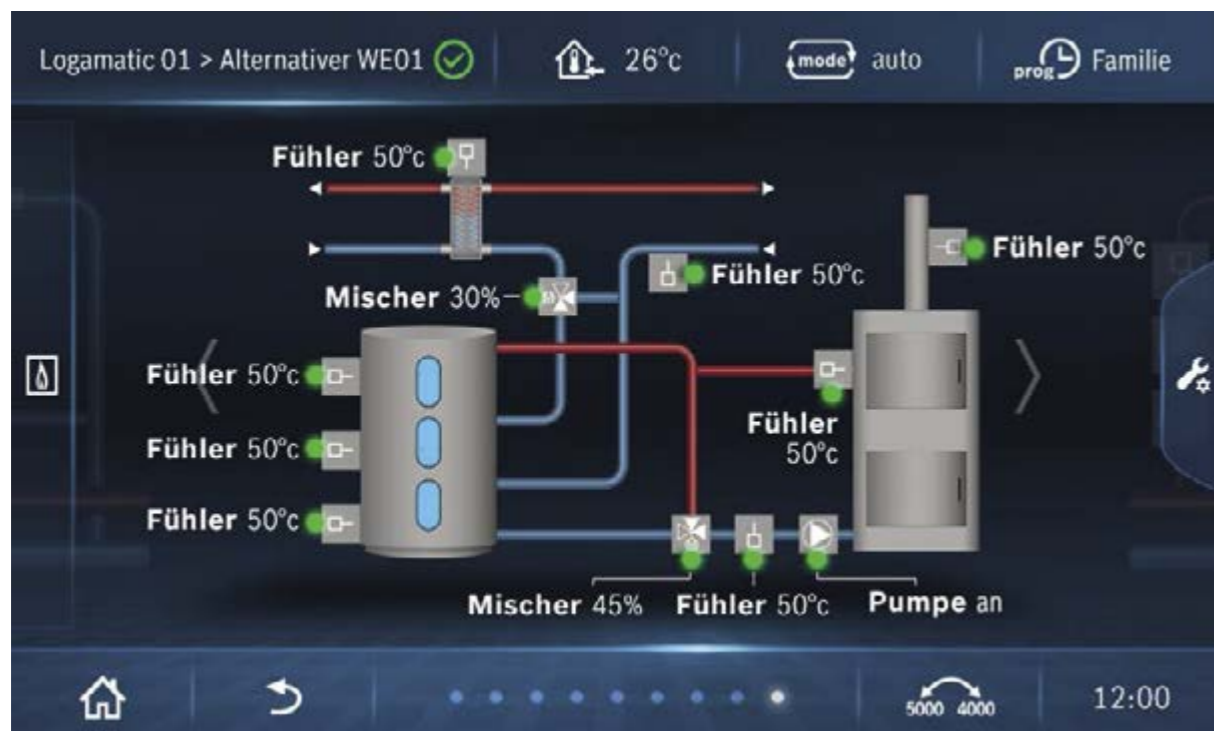 Logamatic 01 > Alternativer WE01 26°c mode auto prog Familie
Fühler 50°c
Fühler 50°c
Fühler 50°c
Mischer 30%
Fühler 50°c
Fühler
50°c
Fühler 50°c
Fühler 50°c
Mischer 45% Fühler 50°c Pumpe an
5000 4000 12:00